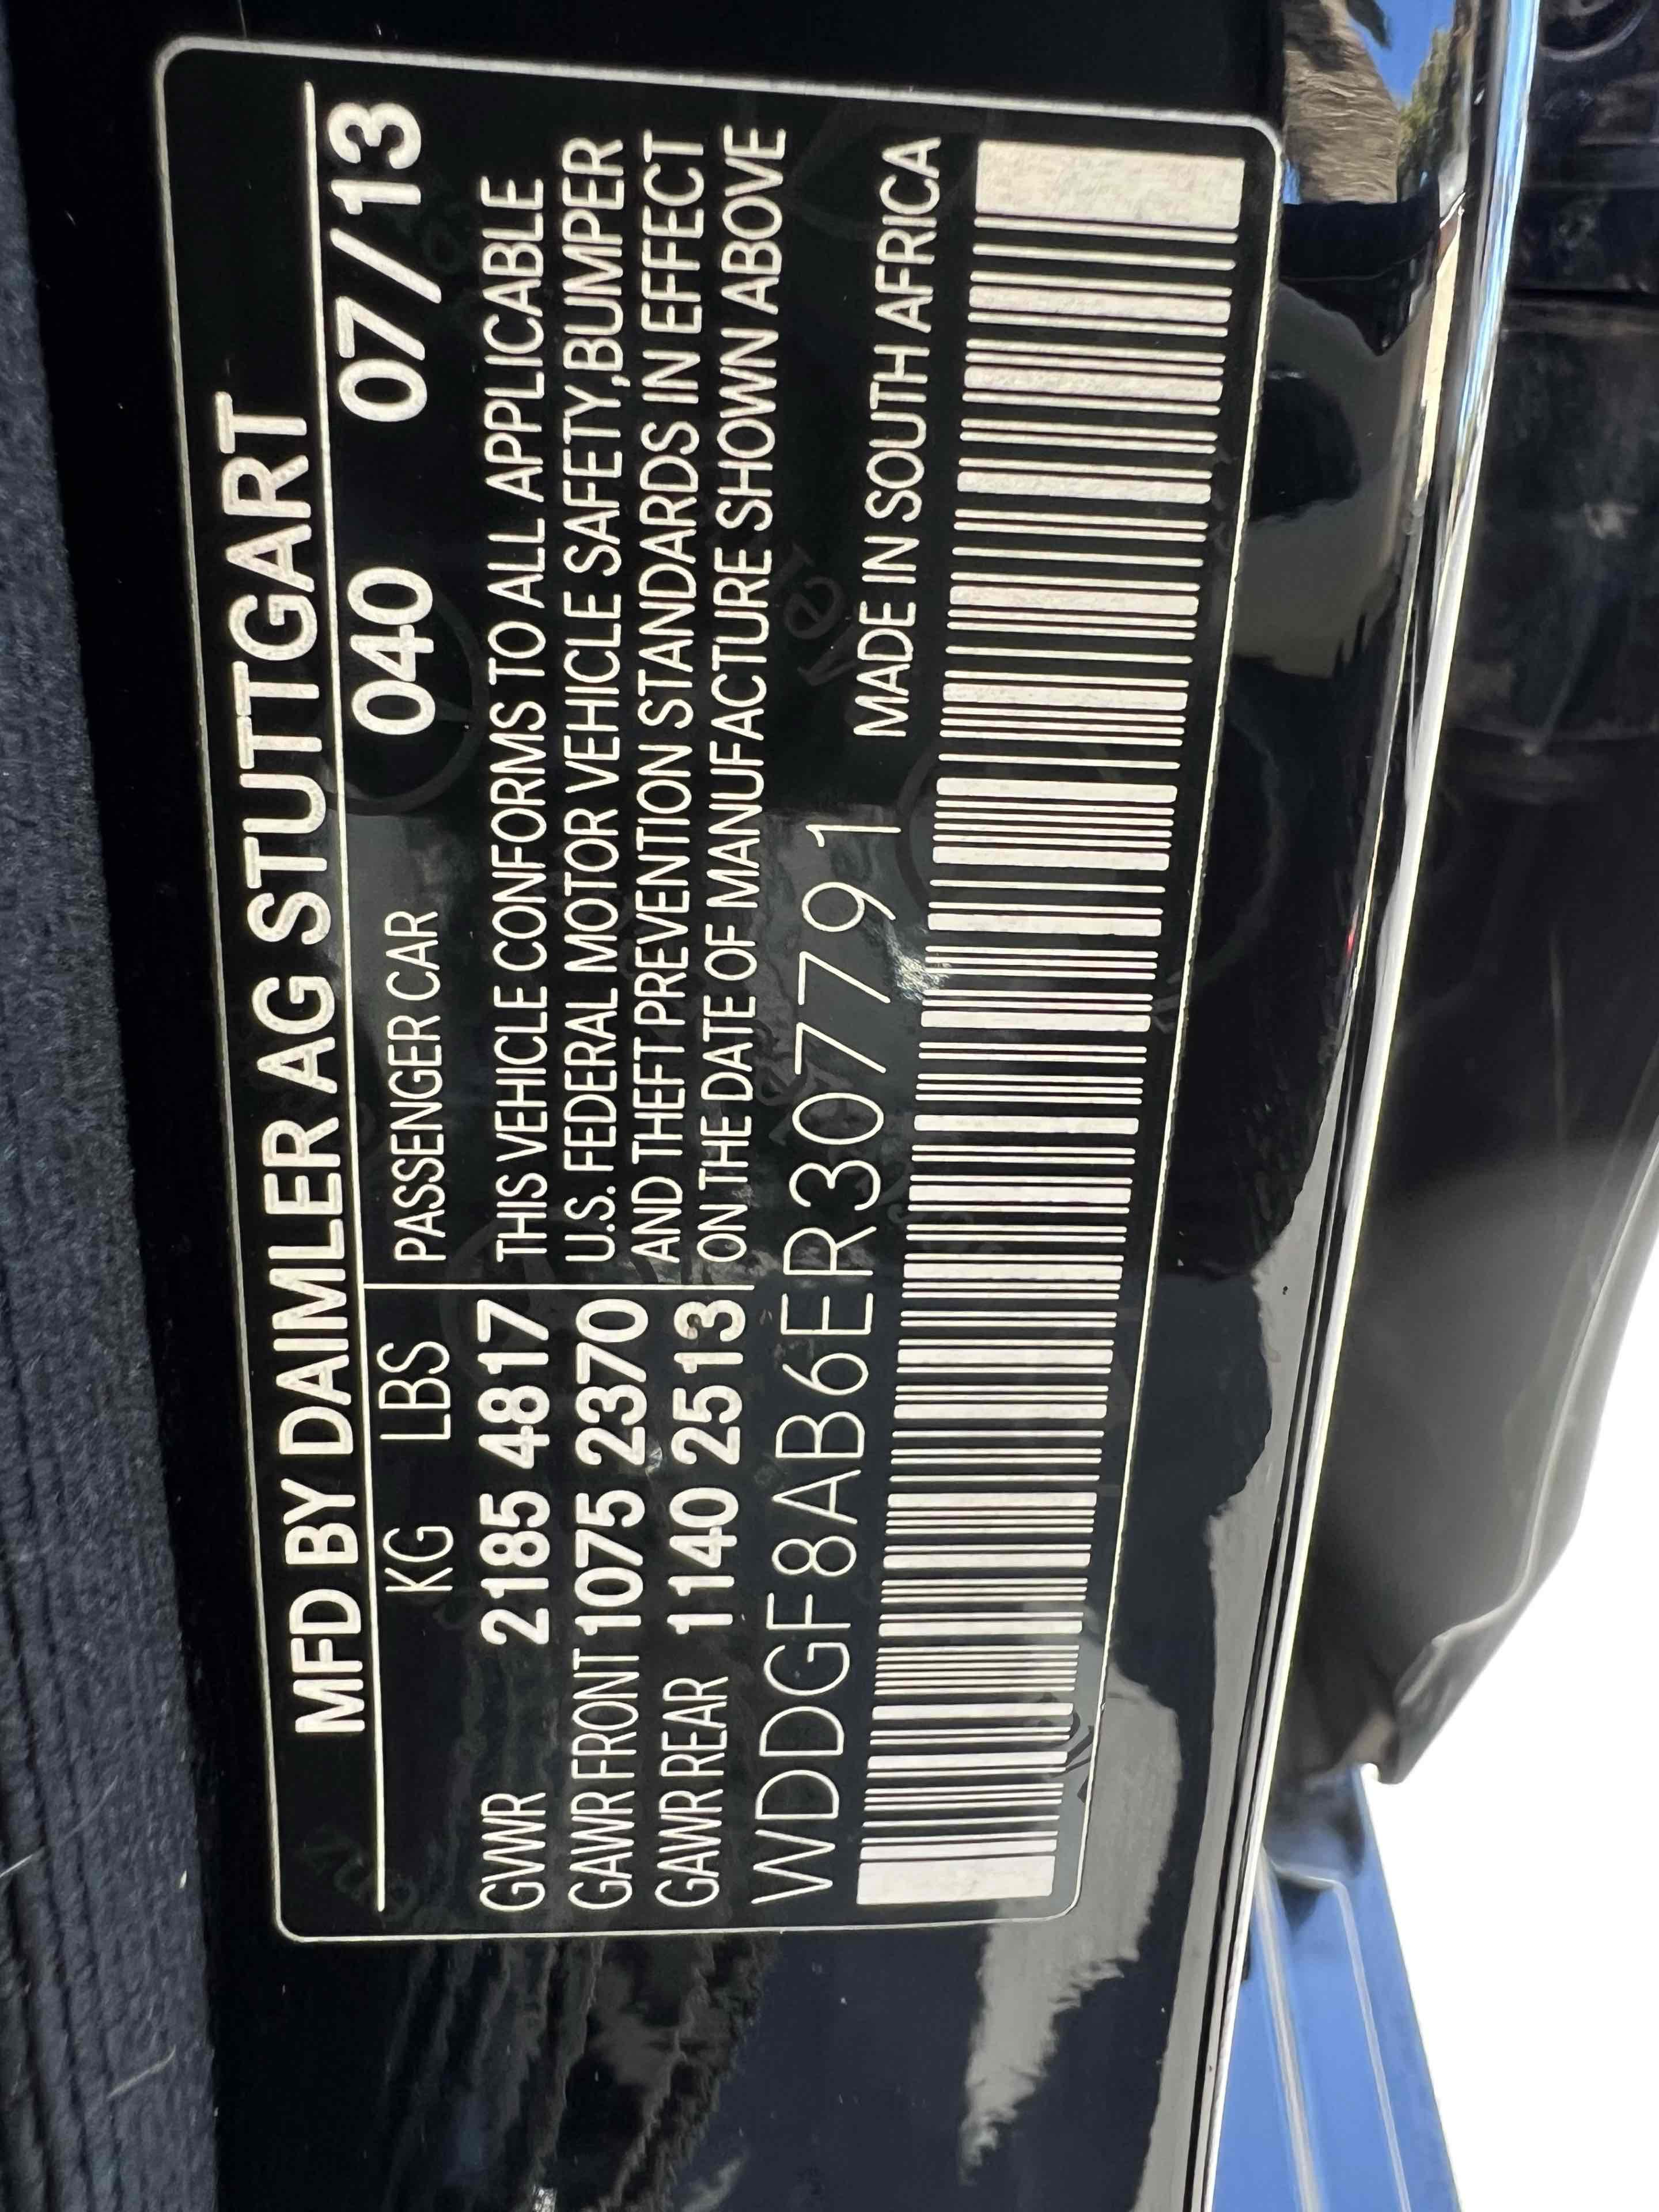 MFD BY DAIMLER AG STUTTGART
KG LBS PASSENGER CAR 040 07/13
GVWR 2185 4817 THIS VEHICLE CONFORMS TO ALL APPLICABLE
GAWR FRONT 1075 2370 U.S. FEDERAL MOTOR VEHICLE SAFETY,BUMPER
GAWR REAR 1140 2513 AND THEFT PREVENTION STANDARDS IN EFFECT
ON THE DATE OF MANUFACTURE SHOWN ABOVE
WDDGF8AB6ER307791 MADE IN SOUTH AFRICA